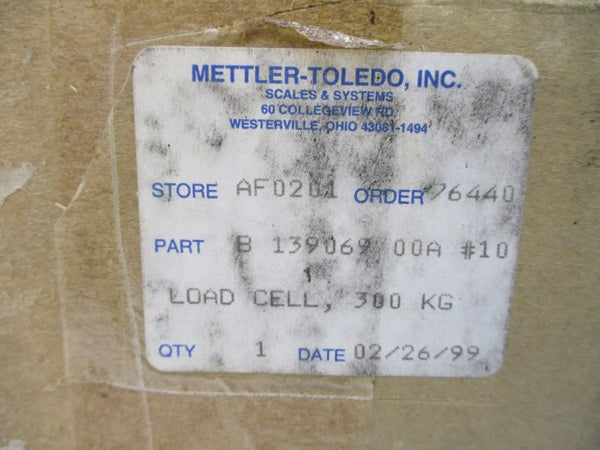 METTLER-TOLEDO, INC.
SCALES & SYSTEMS
60 COLLEGEVIEW RD
WESTERVILLE, OHIO 43081-1494
STORE AF0201 ORDER 76440
PART B 139069 00A #10
1
LOAD CELL, 300 KG
QTY 1 DATE 02/26/99